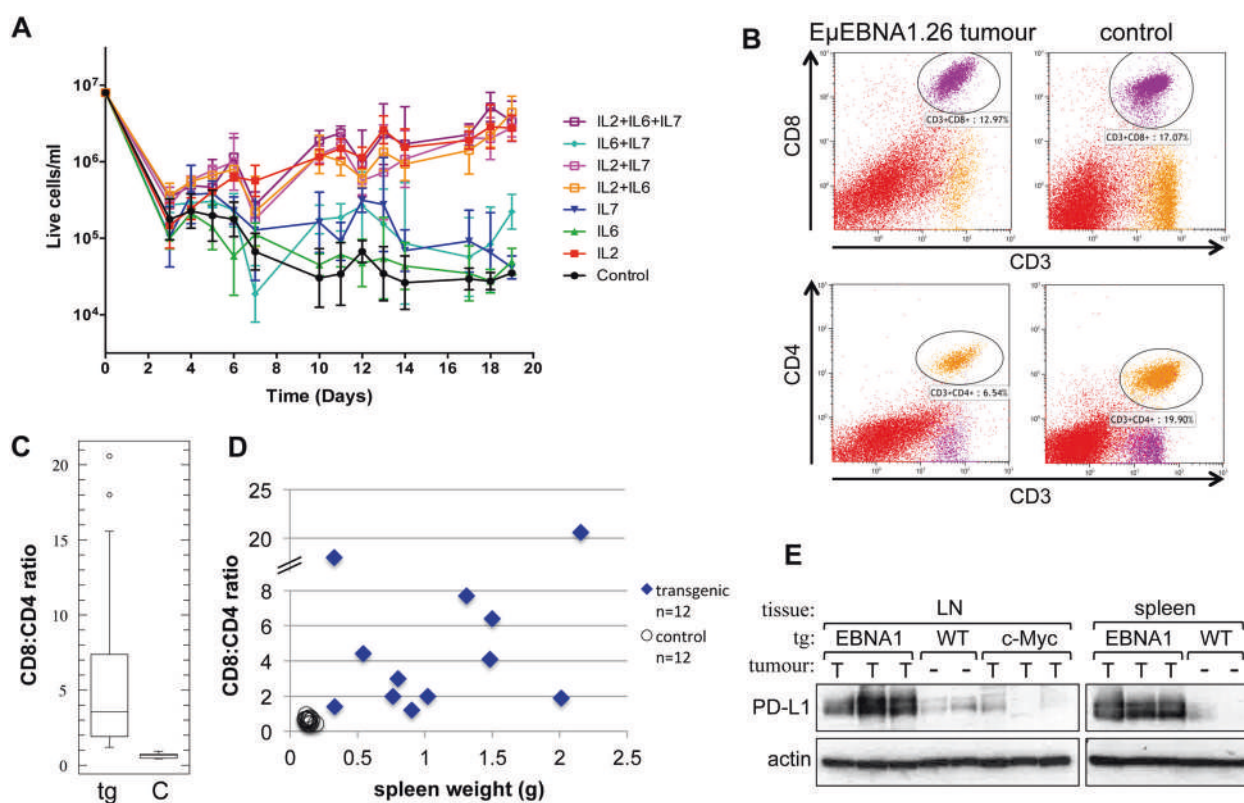 A
Live cells/ml
10⁷
10⁶
10⁵
10⁴
0 2 4 6 8 10 12 14 16 18 20
Time (Days)
IL2+IL6+IL7
IL6+IL7
IL2+IL7
IL2+IL6
IL7
IL6
IL2
Control
B
EµEBNA1.26 tumour control
CD8
CD3+CD8+ : 12.97%
CD3+CD8+ : 17.07%
CD3
CD4
CD3+CD4+ : 6.54%
CD3+CD4+ : 19.90%
CD3
C
CD8:CD4 ratio
20
15
10
5
0
tg C
D
CD8:CD4 ratio
25
20
8
6
4
2
0
0 0.5 1 1.5 2 2.5
spleen weight (g)
transgenic
n=12
control
n=12
E
tissue: LN spleen
tg: EBNA1 WT c-Myc EBNA1 WT
tumour: T T T - - T T T T T T - -
PD-L1
actin